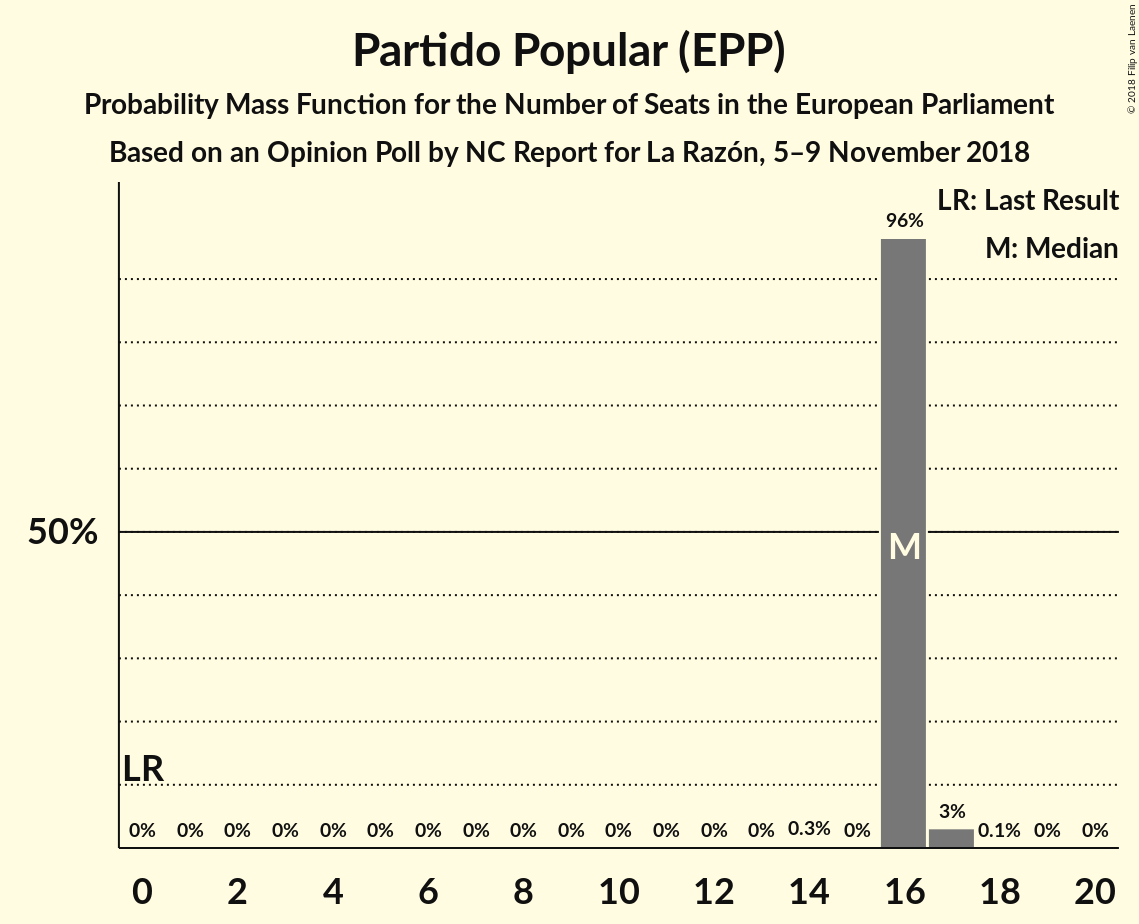 Partido Popular (EPP)
Probability Mass Function for the Number of Seats in the European Parliament
Based on an Opinion Poll by NC Report for La Razón, 5–9 November 2018
© 2018 Filip van Laenen
LR: Last Result
M: Median
96%
50%
M
LR
3%
0% 0% 0% 0% 0% 0% 0% 0% 0% 0% 0% 0% 0% 0% 0.3% 0% 0.1% 0% 0%
0 2 4 6 8 10 12 14 16 18 20